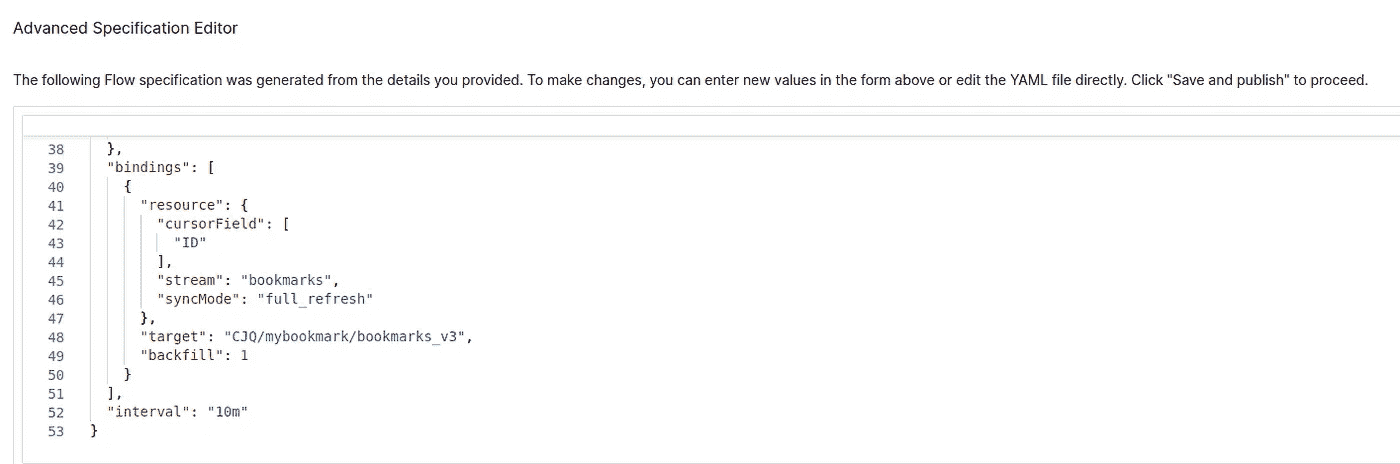 Advanced Specification Editor
The following Flow specification was generated from the details you provided. To make changes, you can enter new values in the form above or edit the YAML file directly. Click "Save and publish" to proceed.
38 },
39 "bindings": [
40 {
41 "resource": {
42 "cursorField": [
43 "ID"
44 ],
45 "stream": "bookmarks",
46 "syncMode": "full_refresh"
47 },
48 "target": "CJQ/mybookmark/bookmarks_v3",
49 "backfill": 1
50 }
51 ],
52 "interval": "10m"
53 }